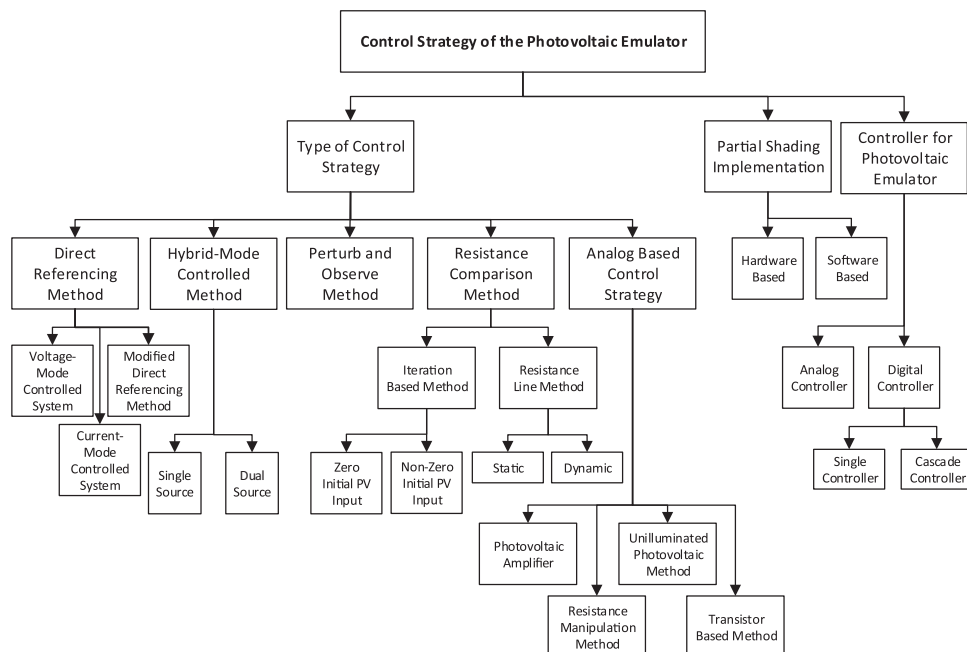 Control Strategy of the Photovoltaic Emulator
Type of Control
Strategy
Partial Shading
Implementation
Controller for
Photovoltaic
Emulator
Direct
Referencing
Method
Hybrid-Mode
Controlled
Method
Perturb and
Observe
Method
Resistance
Comparison
Method
Analog Based
Control
Strategy
Hardware
Based
Software
Based
Voltage-
Mode
Controlled
System
Modified
Direct
Referencing
Method
Iteration
Based Method
Resistance
Line Method
Analog
Controller
Digital
Controller
Current-
Mode
Controlled
System
Single
Source
Dual
Source
Zero
Initial PV
Input
Non-Zero
Initial PV
Input
Static
Dynamic
Single
Controller
Cascade
Controller
Photovoltaic
Amplifier
Unilluminated
Photovoltaic
Method
Resistance
Manipulation
Method
Transistor
Based Method